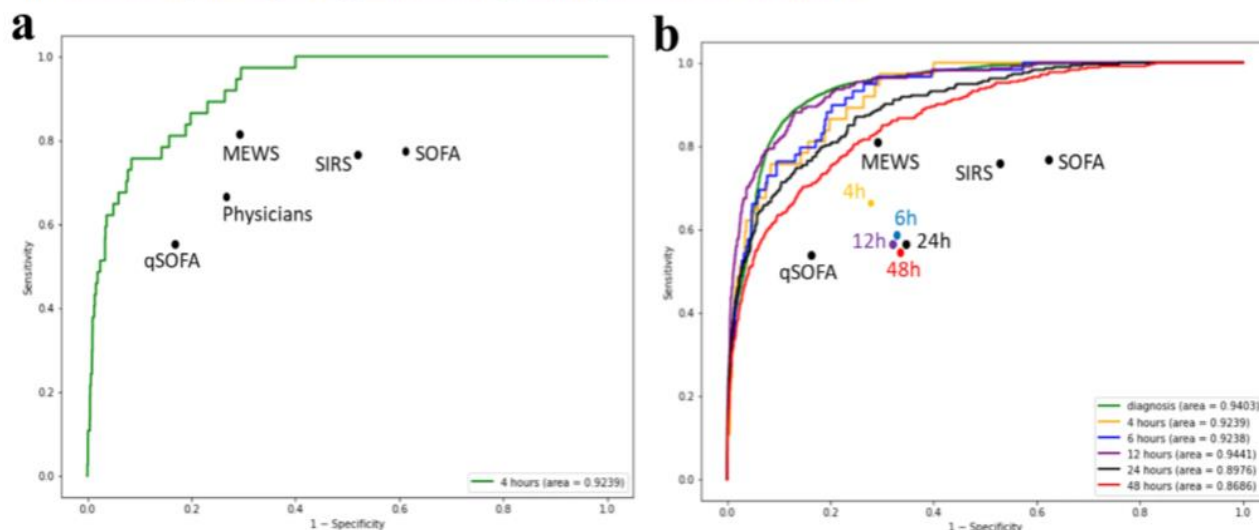 a
1.0
0.8
0.6
0.4
0.2
0.0
Sensitivity
MEWS
SIRS
SOFA
Physicians
qSOFA
4 hours (area = 0.9239)
0.0 0.2 0.4 0.6 0.8 1.0
1 − Specificity
b
1.0
0.8
0.6
0.4
0.2
0.0
Sensitivity
MEWS
SIRS
SOFA
4h
6h
12h
24h
48h
qSOFA
diagnosis (area = 0.9403)
4 hours (area = 0.9239)
6 hours (area = 0.9238)
12 hours (area = 0.9441)
24 hours (area = 0.8976)
48 hours (area = 0.8686)
0.0 0.2 0.4 0.6 0.8 1.0
1 − Specificity